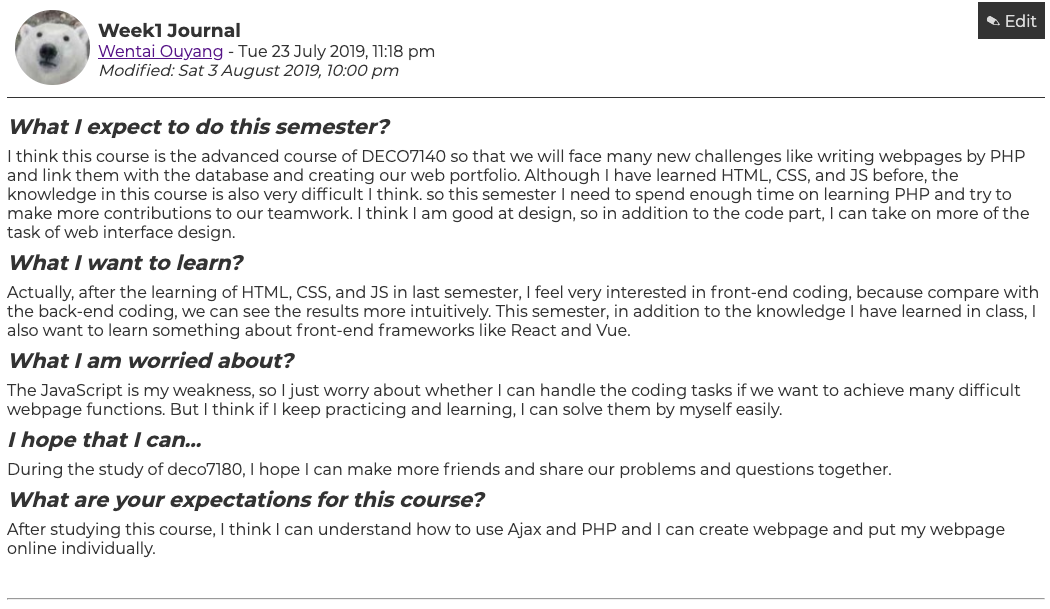 Week1 Journal
Edit
Wentai Ouyang - Tue 23 July 2019, 11:18 pm
Modified: Sat 3 August 2019, 10:00 pm
What I expect to do this semester?
I think this course is the advanced course of DECO7140 so that we will face many new challenges like writing webpages by PHP
and link them with the database and creating our web portfolio. Although I have learned HTML, CSS, and JS before, the
knowledge in this course is also very difficult I think. so this semester I need to spend enough time on learning PHP and try to
make more contributions to our teamwork. I think I am good at design, so in addition to the code part, I can take on more of the
task of web interface design.
What I want to learn?
Actually, after the learning of HTML, CSS, and JS in last semester, I feel very interested in front-end coding, because compare with
the back-end coding, we can see the results more intuitively. This semester, in addition to the knowledge I have learned in class, I
also want to learn something about front-end frameworks like React and Vue.
What I am worried about?
The JavaScript is my weakness, so I just worry about whether I can handle the coding tasks if we want to achieve many difficult
webpage functions. But I think if I keep practicing and learning, I can solve them by myself easily.
I hope that I can...
During the study of deco7180, I hope I can make more friends and share our problems and questions together.
What are your expectations for this course?
After studying this course, I think I can understand how to use Ajax and PHP and I can create webpage and put my webpage
online individually.